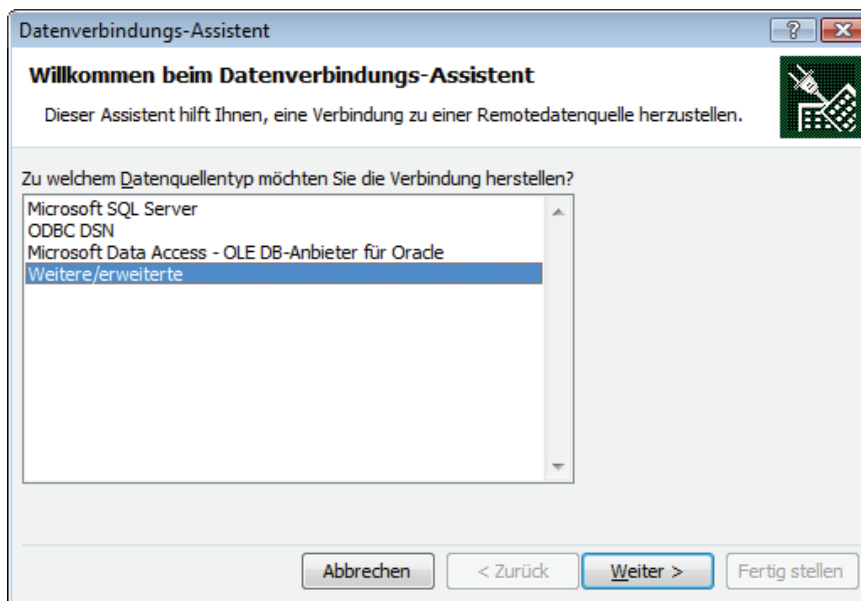 Datenverbindungs-Assistent
Willkommen beim Datenverbindungs-Assistent
Dieser Assistent hilft Ihnen, eine Verbindung zu einer Remotedatenquelle herzustellen.
Zu welchem Datenquellentyp möchten Sie die Verbindung herstellen?
Microsoft SQL Server
ODBC DSN
Microsoft Data Access - OLE DB-Anbieter für Oracle
Weitere/erweiterte
Abbrechen < Zurück Weiter > Fertig stellen